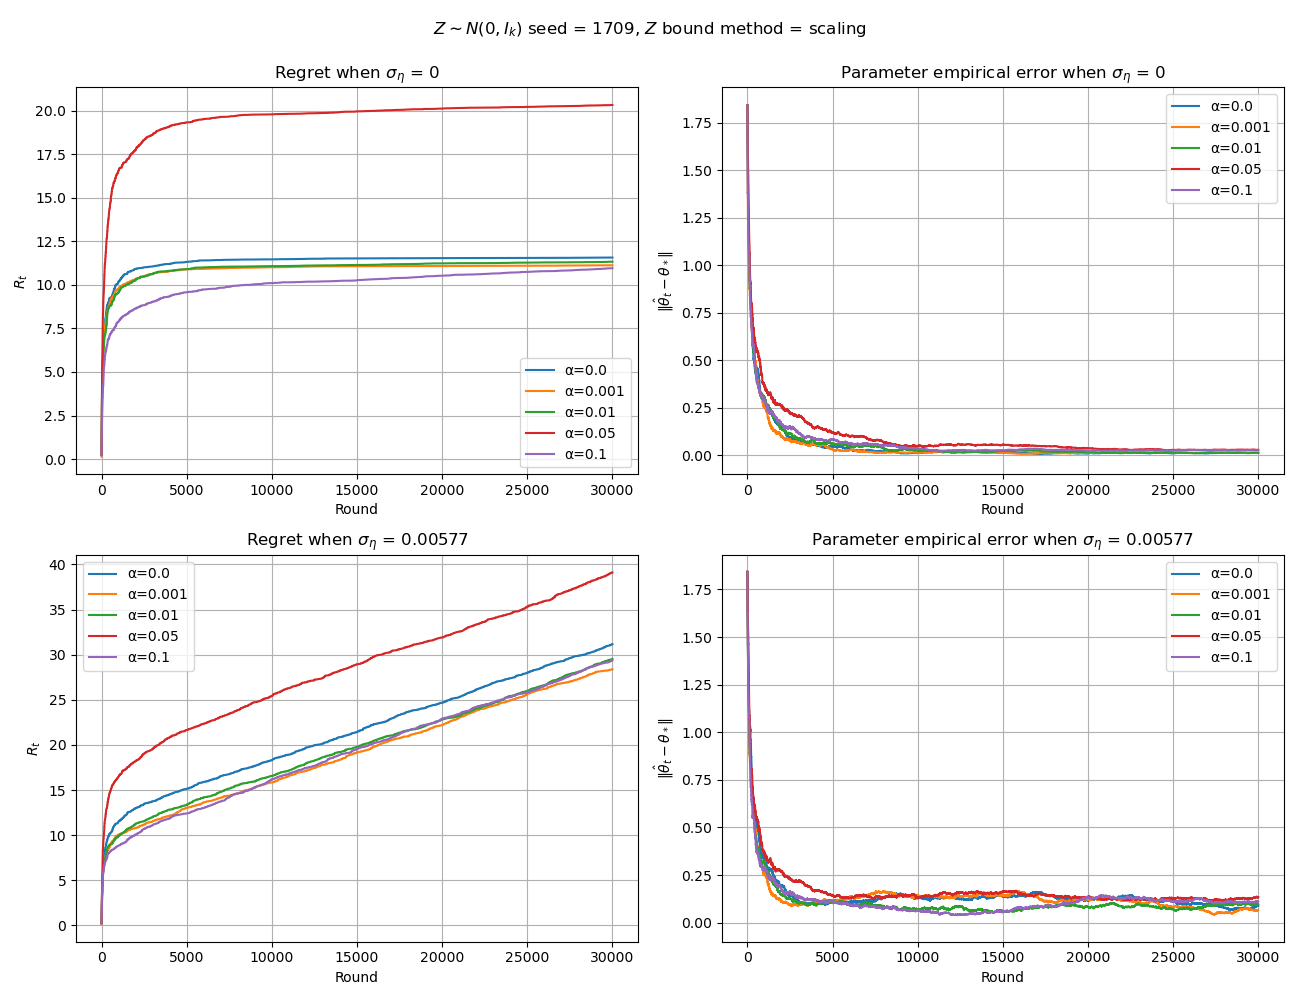 Z ∼ N(0, I_k) seed = 1709, Z bound method = scaling
Regret when σ_η = 0
R_t
20.0
17.5
15.0
12.5
10.0
7.5
5.0
2.5
0.0
α=0.0
α=0.001
α=0.01
α=0.05
α=0.1
0 5000 10000 15000 20000 25000 30000
Round
Parameter empirical error when σ_η = 0
‖θ̂_t − θ_*‖
1.75
1.50
1.25
1.00
0.75
0.50
0.25
0.00
α=0.0
α=0.001
α=0.01
α=0.05
α=0.1
0 5000 10000 15000 20000 25000 30000
Round
Regret when σ_η = 0.00577
R_t
40
35
30
25
20
15
10
5
0
α=0.0
α=0.001
α=0.01
α=0.05
α=0.1
0 5000 10000 15000 20000 25000 30000
Round
Parameter empirical error when σ_η = 0.00577
‖θ̂_t − θ_*‖
1.75
1.50
1.25
1.00
0.75
0.50
0.25
0.00
α=0.0
α=0.001
α=0.01
α=0.05
α=0.1
0 5000 10000 15000 20000 25000 30000
Round